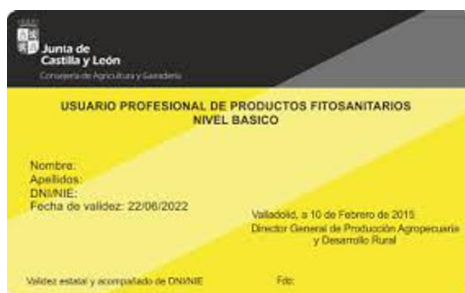 Junta de
Castilla y León
Consejería de Agricultura y Ganadería
USUARIO PROFESIONAL DE PRODUCTOS FITOSANITARIOS
NIVEL BASICO
Nombre:
Apellidos:
DNI/NIE:
Fecha de validez: 22/06/2022
Valladolid, a 10 de Febrero de 2015
Director General de Producción Agropecuaria
y Desarrollo Rural
Validez estatal y acompañado de DNI/NIE
Fdo: